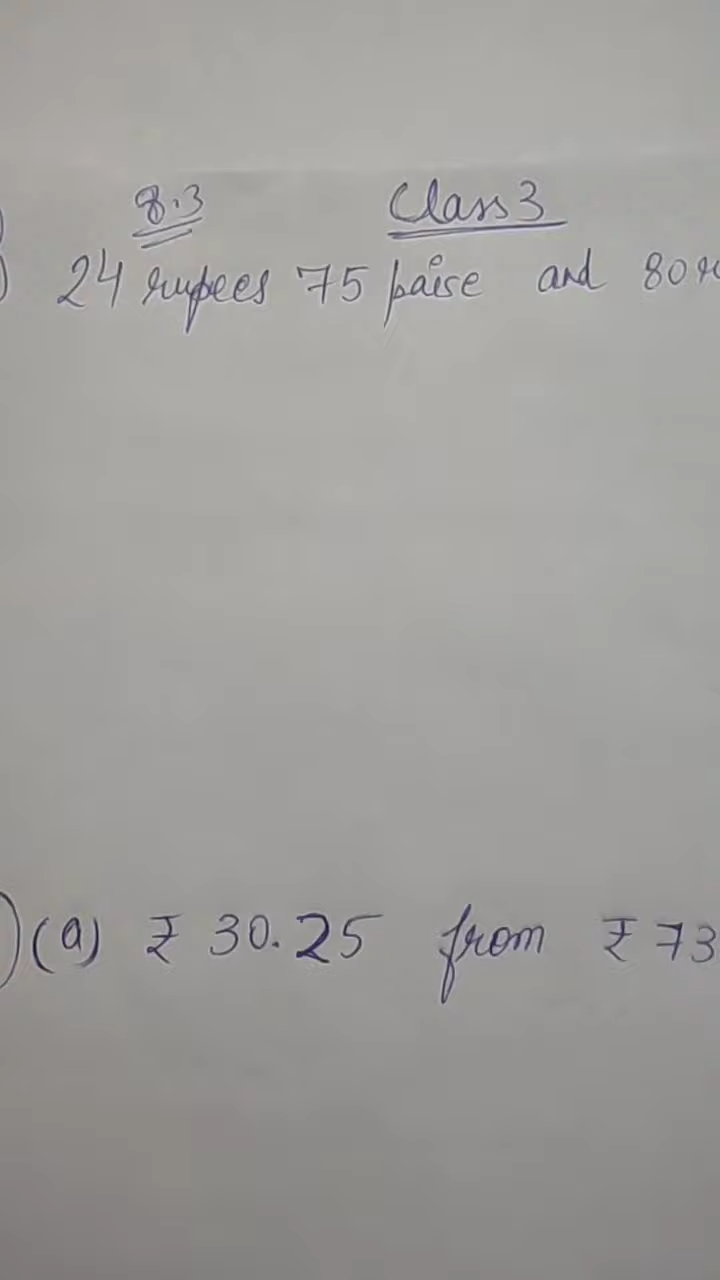 8.3 Class 3
24 rupees 75 paise and 80
(a) ₹ 30.25 from ₹ 73